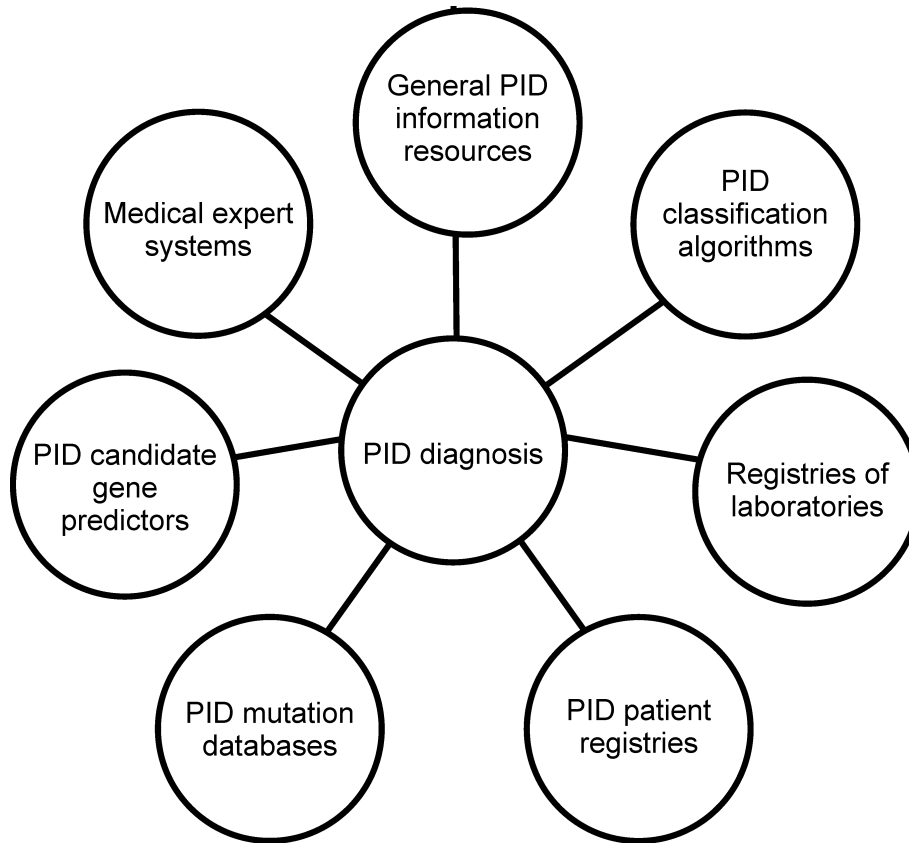 General PID
information
resources
PID
classification
algorithms
Medical expert
systems
PID candidate
gene
predictors
PID diagnosis
Registries of
laboratories
PID mutation
databases
PID patient
registries